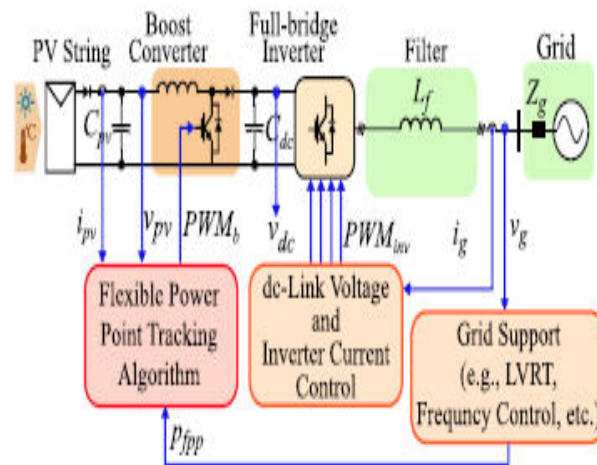 PV String
Boost
Converter
Full-bridge
Inverter
Filter
Grid
°C
C_pv
C_dc
L_f
Z_g
i_pv
v_pv
PWM_b
v_dc
PWM_inv
i_g
v_g
Flexible Power
Point Tracking
Algorithm
dc-Link Voltage
and
Inverter Current
Control
Grid Support
(e.g., LVRT,
Frequncy Control, etc.)
p_fpp